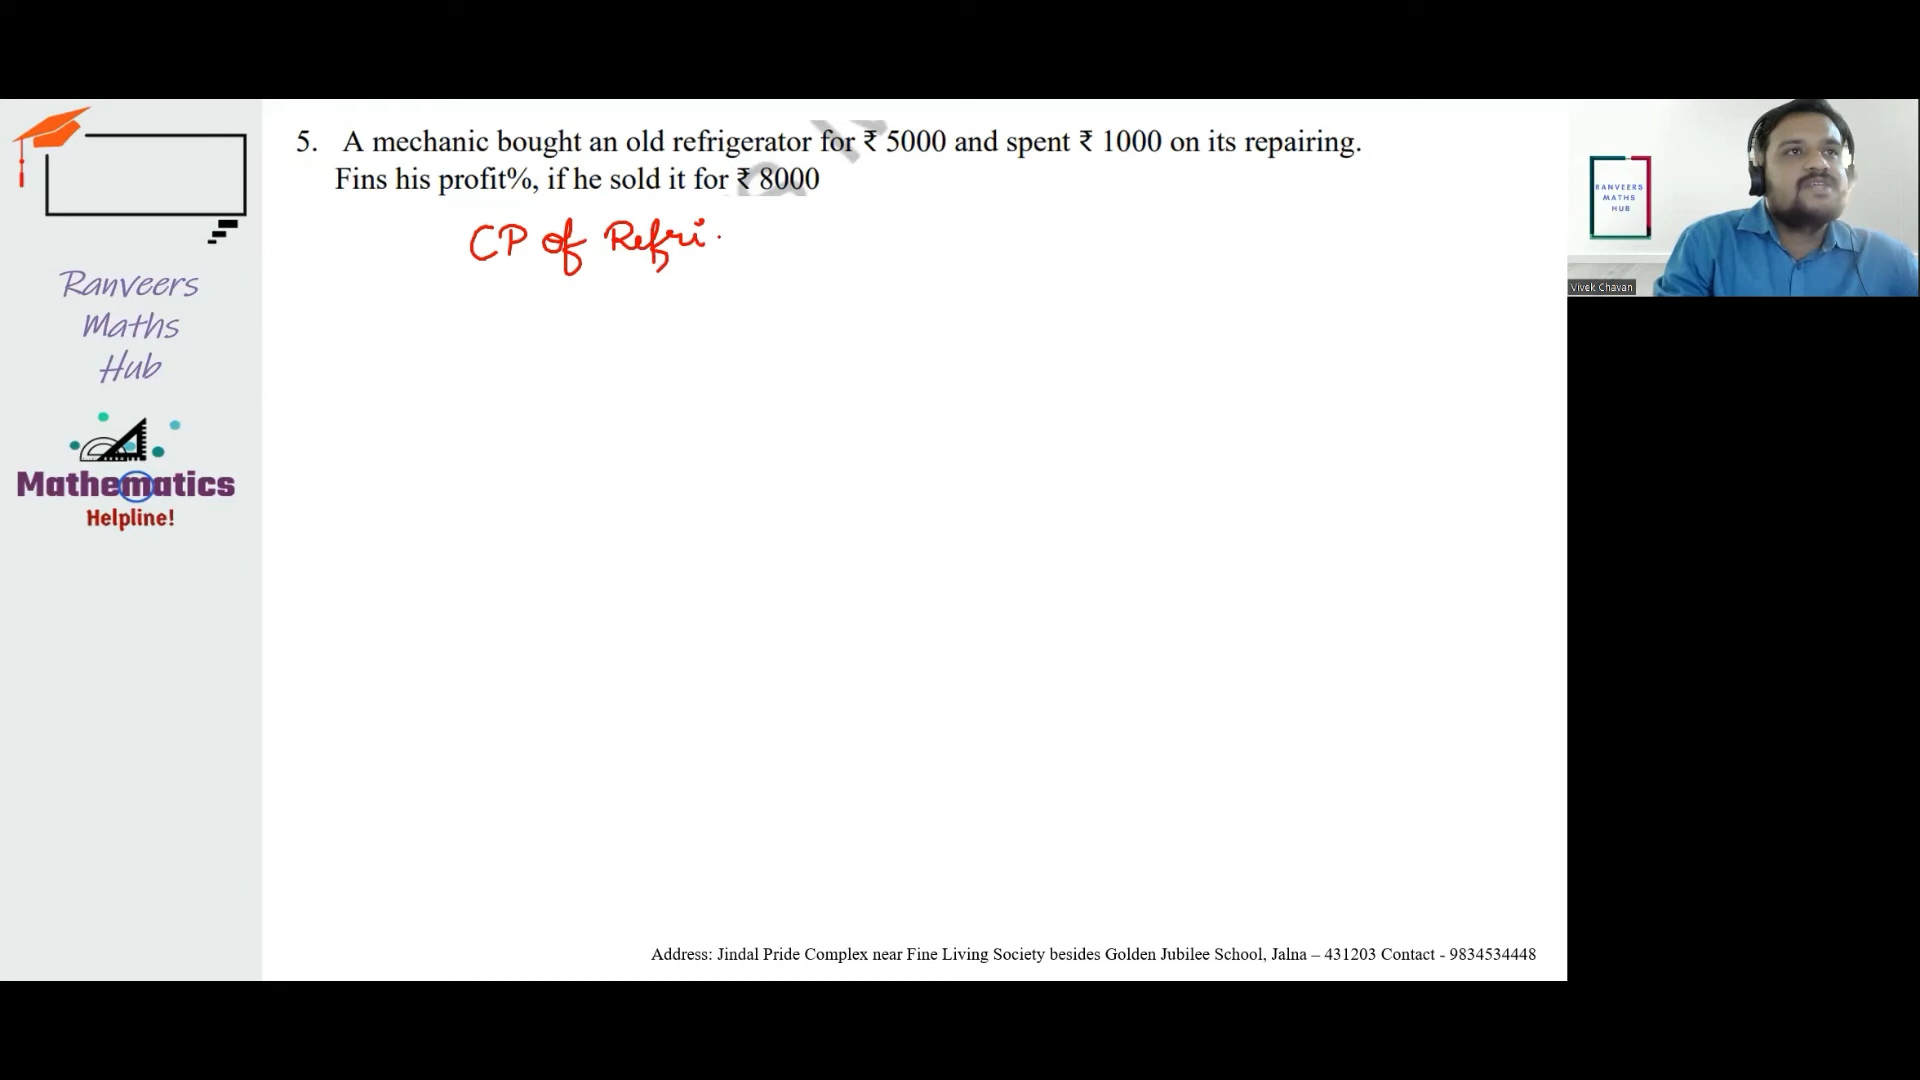 5. A mechanic bought an old refrigerator for ₹ 5000 and spent ₹ 1000 on its repairing.
Fins his profit%, if he sold it for ₹ 8000
CP of Refri.
Ranveers
Maths
Hub
Mathematics
Helpline!
RANVEERS
MATHS
HUB
Vivek Chavan
Address: Jindal Pride Complex near Fine Living Society besides Golden Jubilee School, Jalna – 431203 Contact - 9834534448